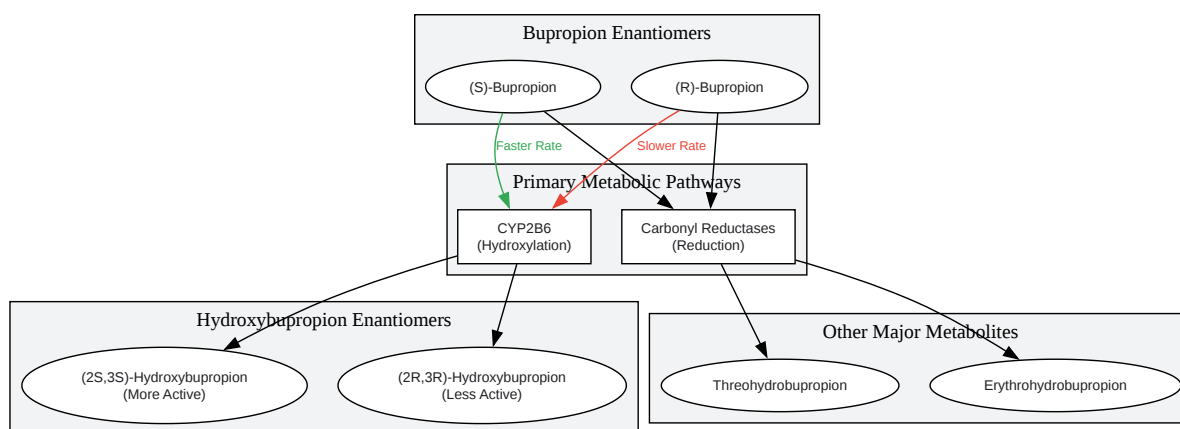 Bupropion Enantiomers
(S)-Bupropion
(R)-Bupropion
Faster Rate
Slower Rate
Primary Metabolic Pathways
CYP2B6
(Hydroxylation)
Carbonyl Reductases
(Reduction)
Hydroxybupropion Enantiomers
(2S,3S)-Hydroxybupropion
(More Active)
(2R,3R)-Hydroxybupropion
(Less Active)
Other Major Metabolites
Threohydrobupropion
Erythrohydrobupropion